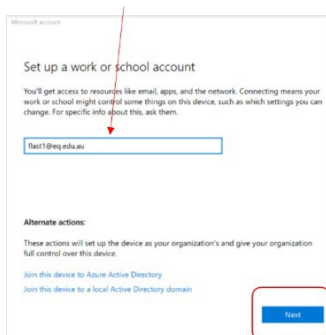 Microsoft account
Set up a work or school account
You'll get access to resources like email, apps, and the network. Connecting means your
work or school might control some things on this device, such as which settings you can
change. For specific info about this, ask them.
flast1@eq.edu.au
Alternate actions:
These actions will set up the device as your organization's and give your organization
full control over this device.
Join this device to Azure Active Directory
Join this device to a local Active Directory domain
Next